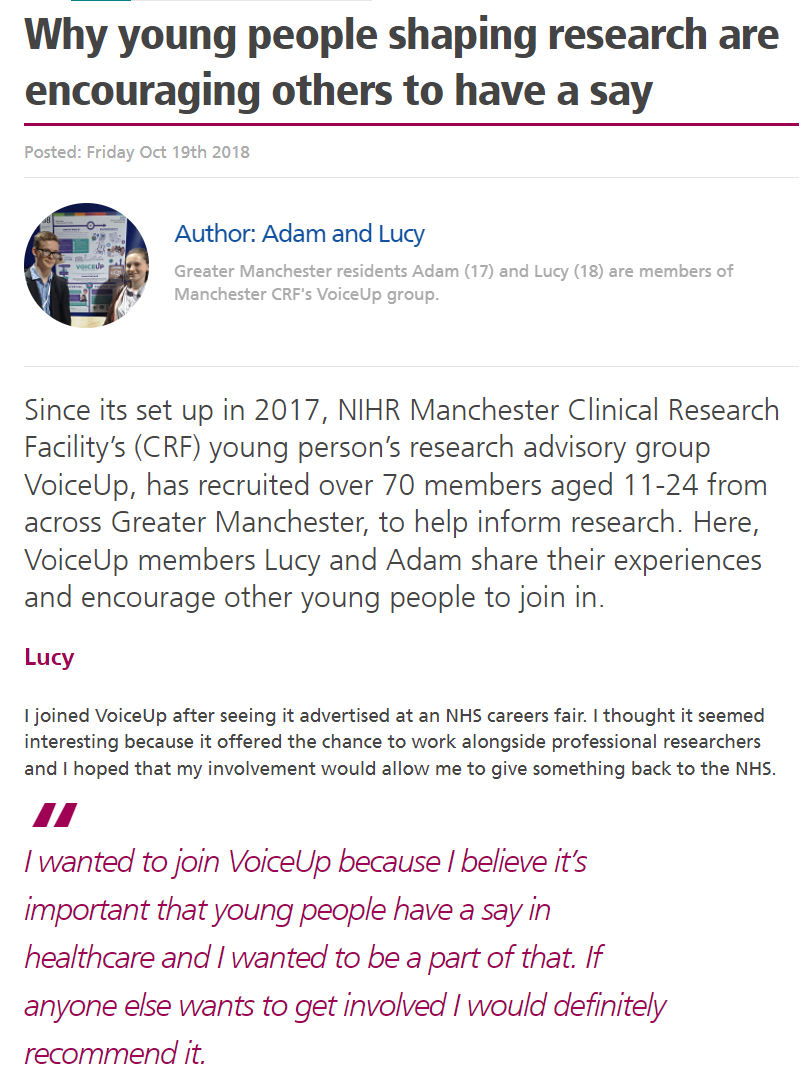 Why young people shaping research are
encouraging others to have a say
Posted: Friday Oct 19th 2018
VOICEUP
Author: Adam and Lucy
Greater Manchester residents Adam (17) and Lucy (18) are members of
Manchester CRF's VoiceUp group.
Since its set up in 2017, NIHR Manchester Clinical Research
Facility’s (CRF) young person’s research advisory group
VoiceUp, has recruited over 70 members aged 11-24 from
across Greater Manchester, to help inform research. Here,
VoiceUp members Lucy and Adam share their experiences
and encourage other young people to join in.
Lucy
I joined VoiceUp after seeing it advertised at an NHS careers fair. I thought it seemed
interesting because it offered the chance to work alongside professional researchers
and I hoped that my involvement would allow me to give something back to the NHS.
“
I wanted to join VoiceUp because I believe it’s
important that young people have a say in
healthcare and I wanted to be a part of that. If
anyone else wants to get involved I would definitely
recommend it.